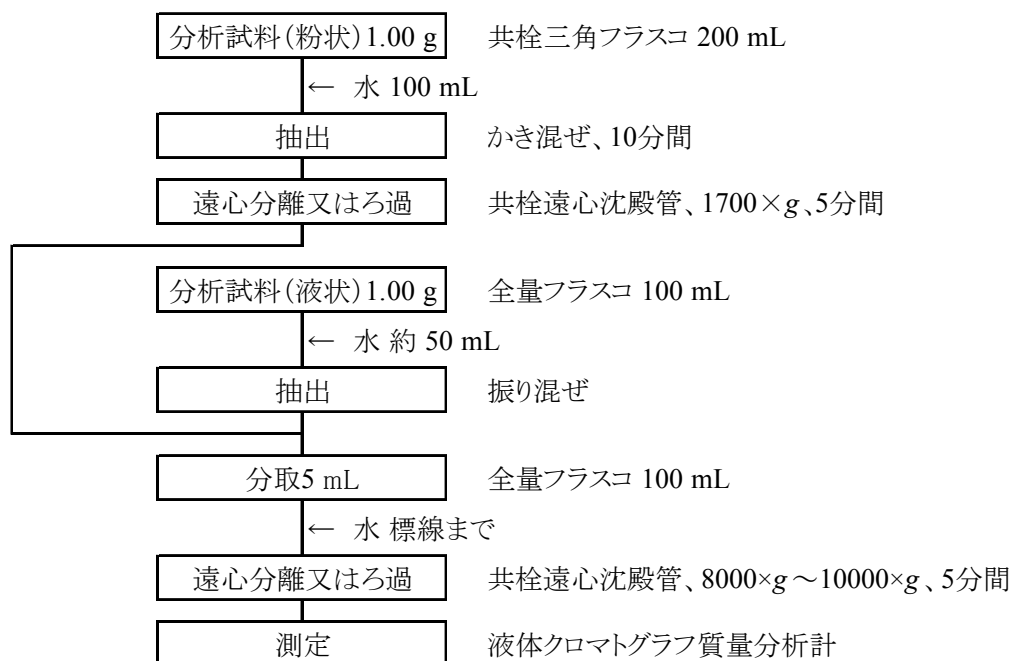 分析試料(粉状)1.00 g 共栓三角フラスコ 200 mL
← 水 100 mL
抽出 かき混ぜ、10分間
遠心分離又はろ過 共栓遠心沈殿管、1700×g、5分間
分析試料(液状)1.00 g 全量フラスコ 100 mL
← 水 約 50 mL
抽出 振り混ぜ
分取5 mL 全量フラスコ 100 mL
← 水 標線まで
遠心分離又はろ過 共栓遠心沈殿管、8000×g~10000×g、5分間
測定 液体クロマトグラフ質量分析計